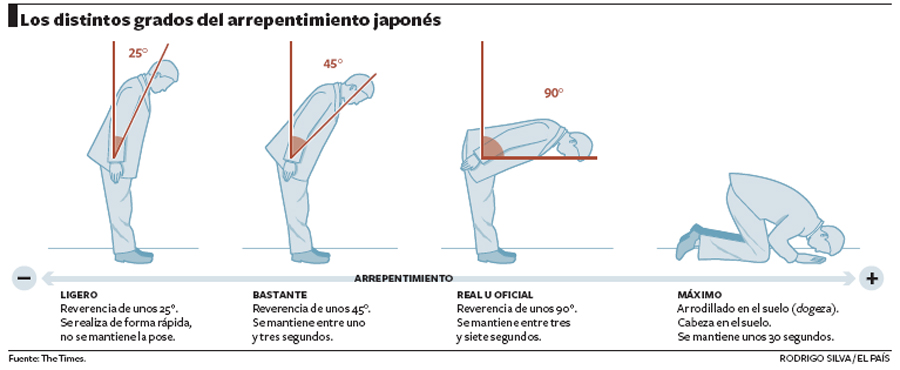 Los distintos grados del arrepentimiento japonés
25°
45°
90°
−
ARREPENTIMIENTO
+
LIGERO
Reverencia de unos 25°.
Se realiza de forma rápida,
no se mantiene la pose.
BASTANTE
Reverencia de unos 45°.
Se mantiene entre uno
y tres segundos.
REAL U OFICIAL
Reverencia de unos 90°.
Se mantiene entre tres
y siete segundos.
MÁXIMO
Arrodillado en el suelo (dogeza).
Cabeza en el suelo.
Se mantiene unos 30 segundos.
Fuente: The Times.
RODRIGO SILVA / EL PAÍS